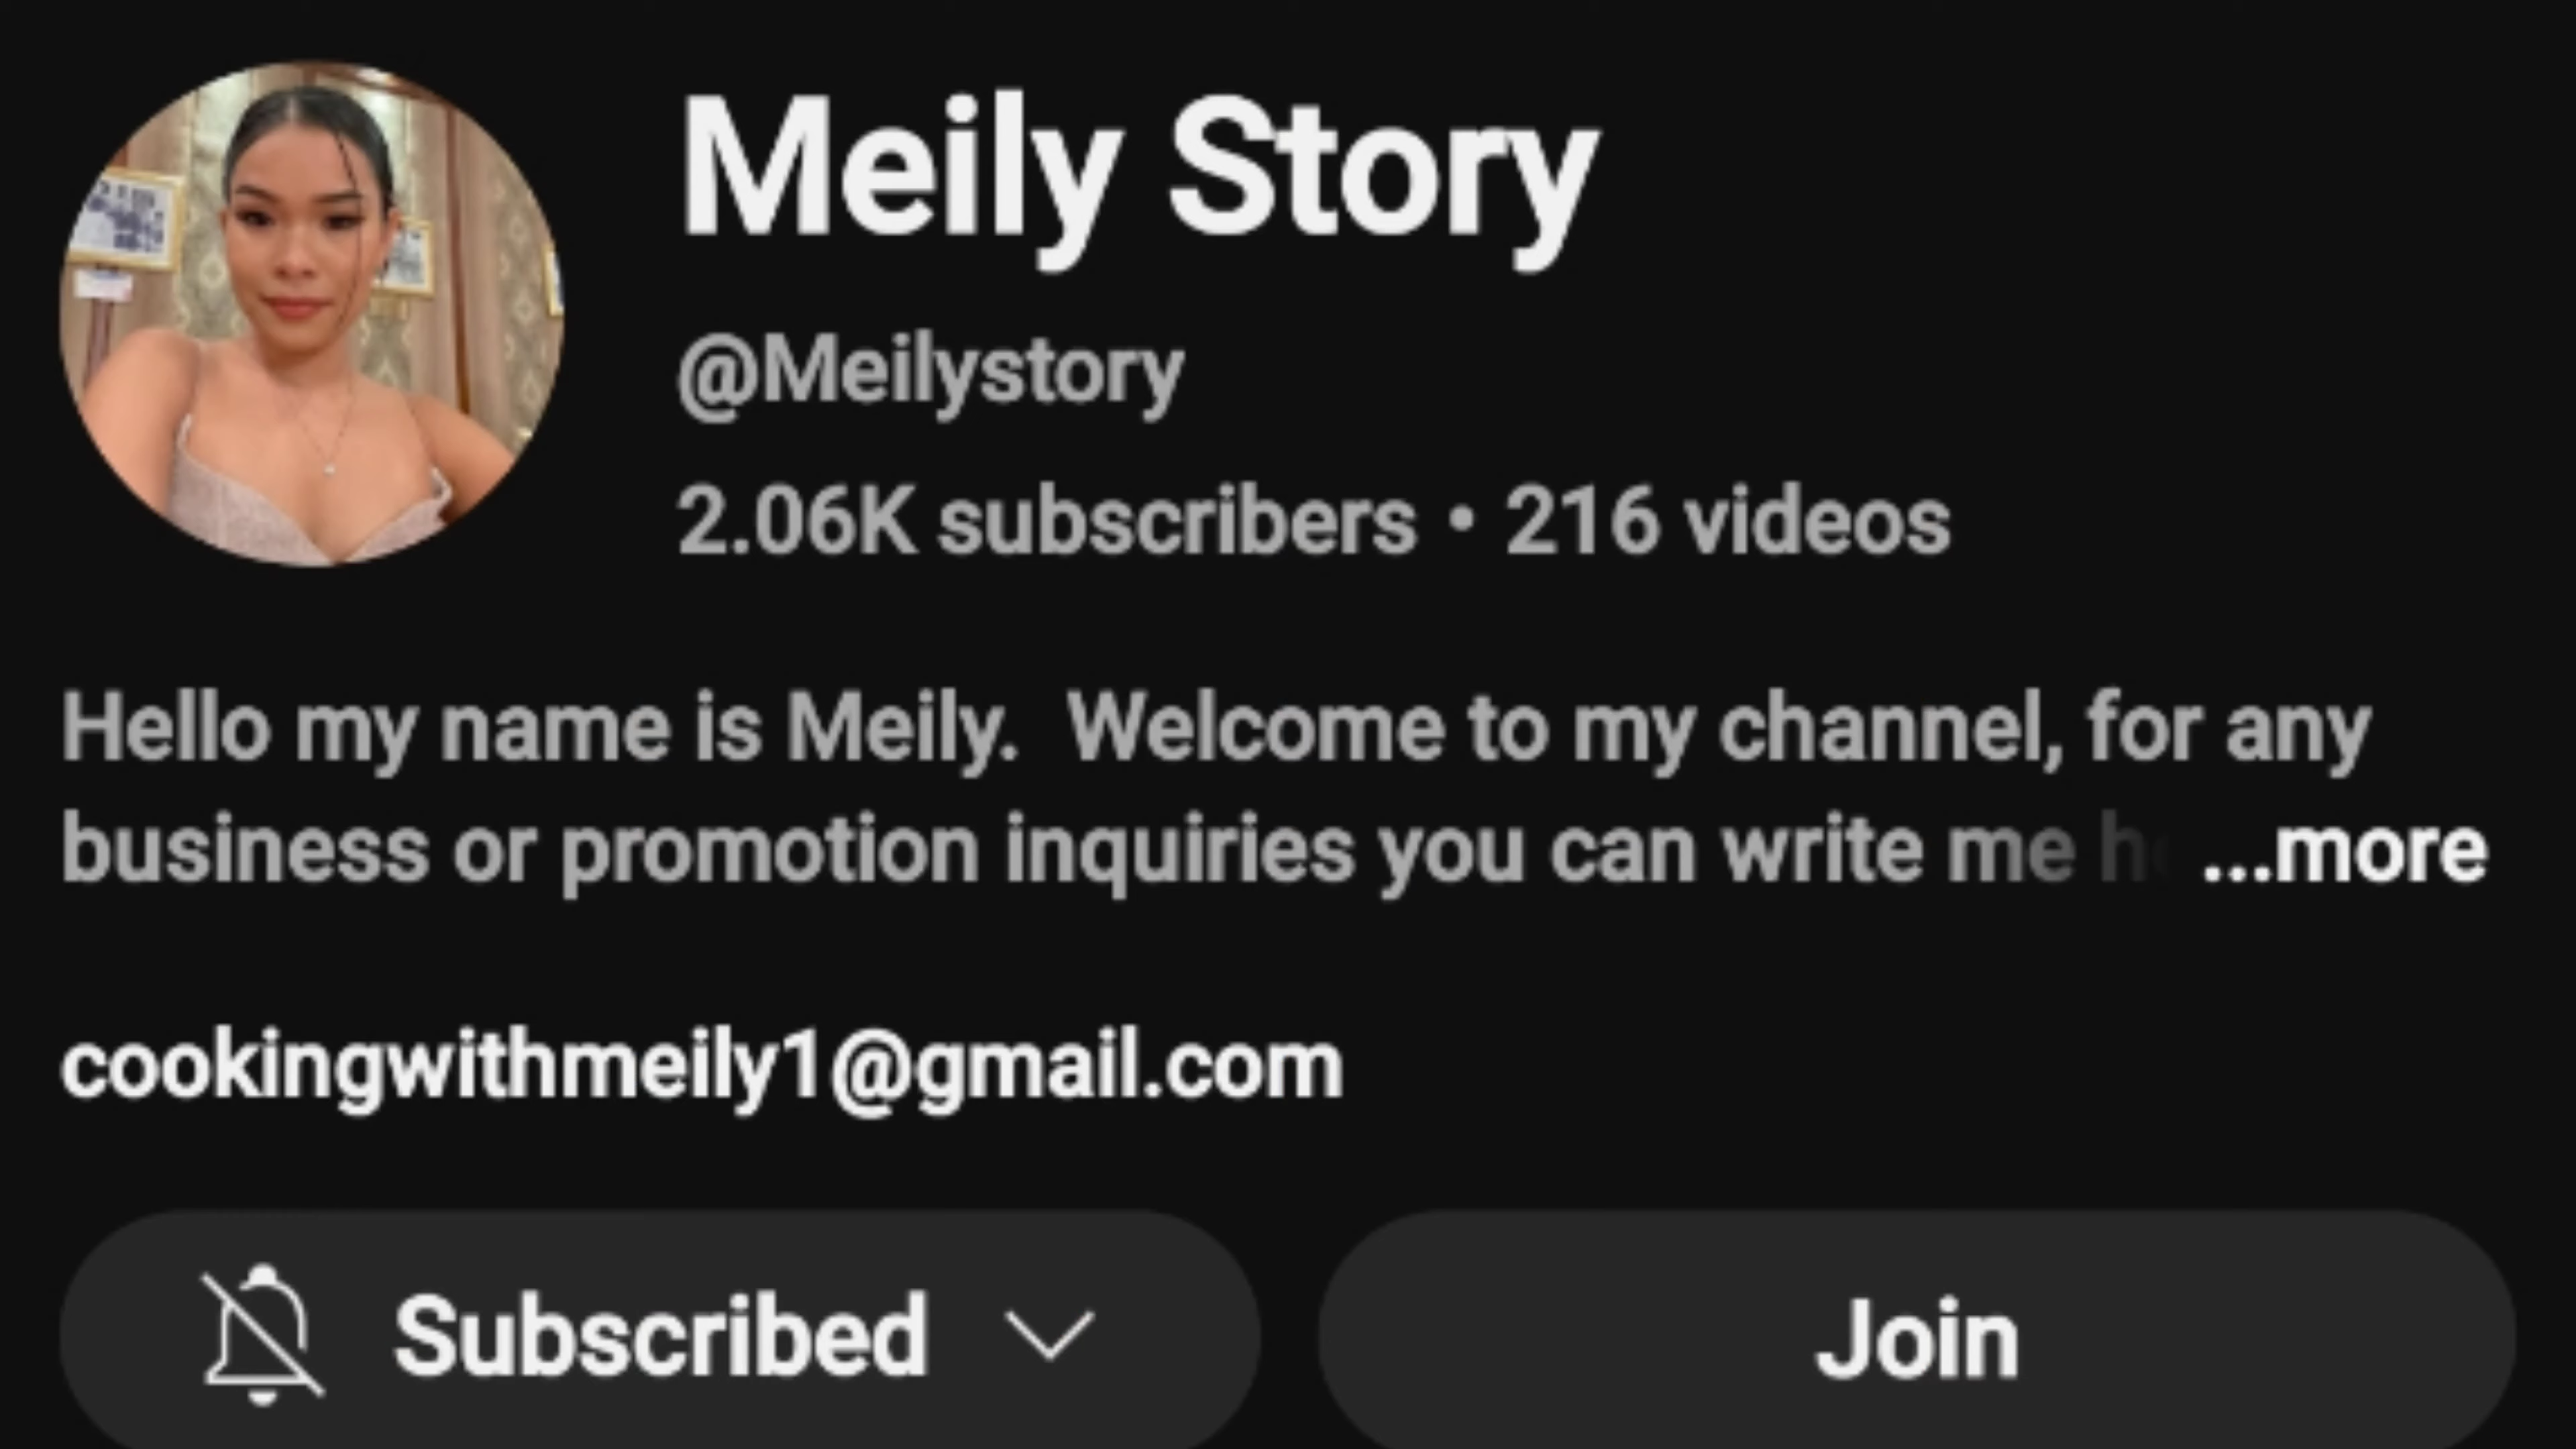 Meily Story
@Meilystory
2.06K subscribers • 216 videos
Hello my name is Meily.  Welcome to my channel, for any
business or promotion inquiries you can write me ...more
cookingwithmeily1@gmail.com
Subscribed
Join